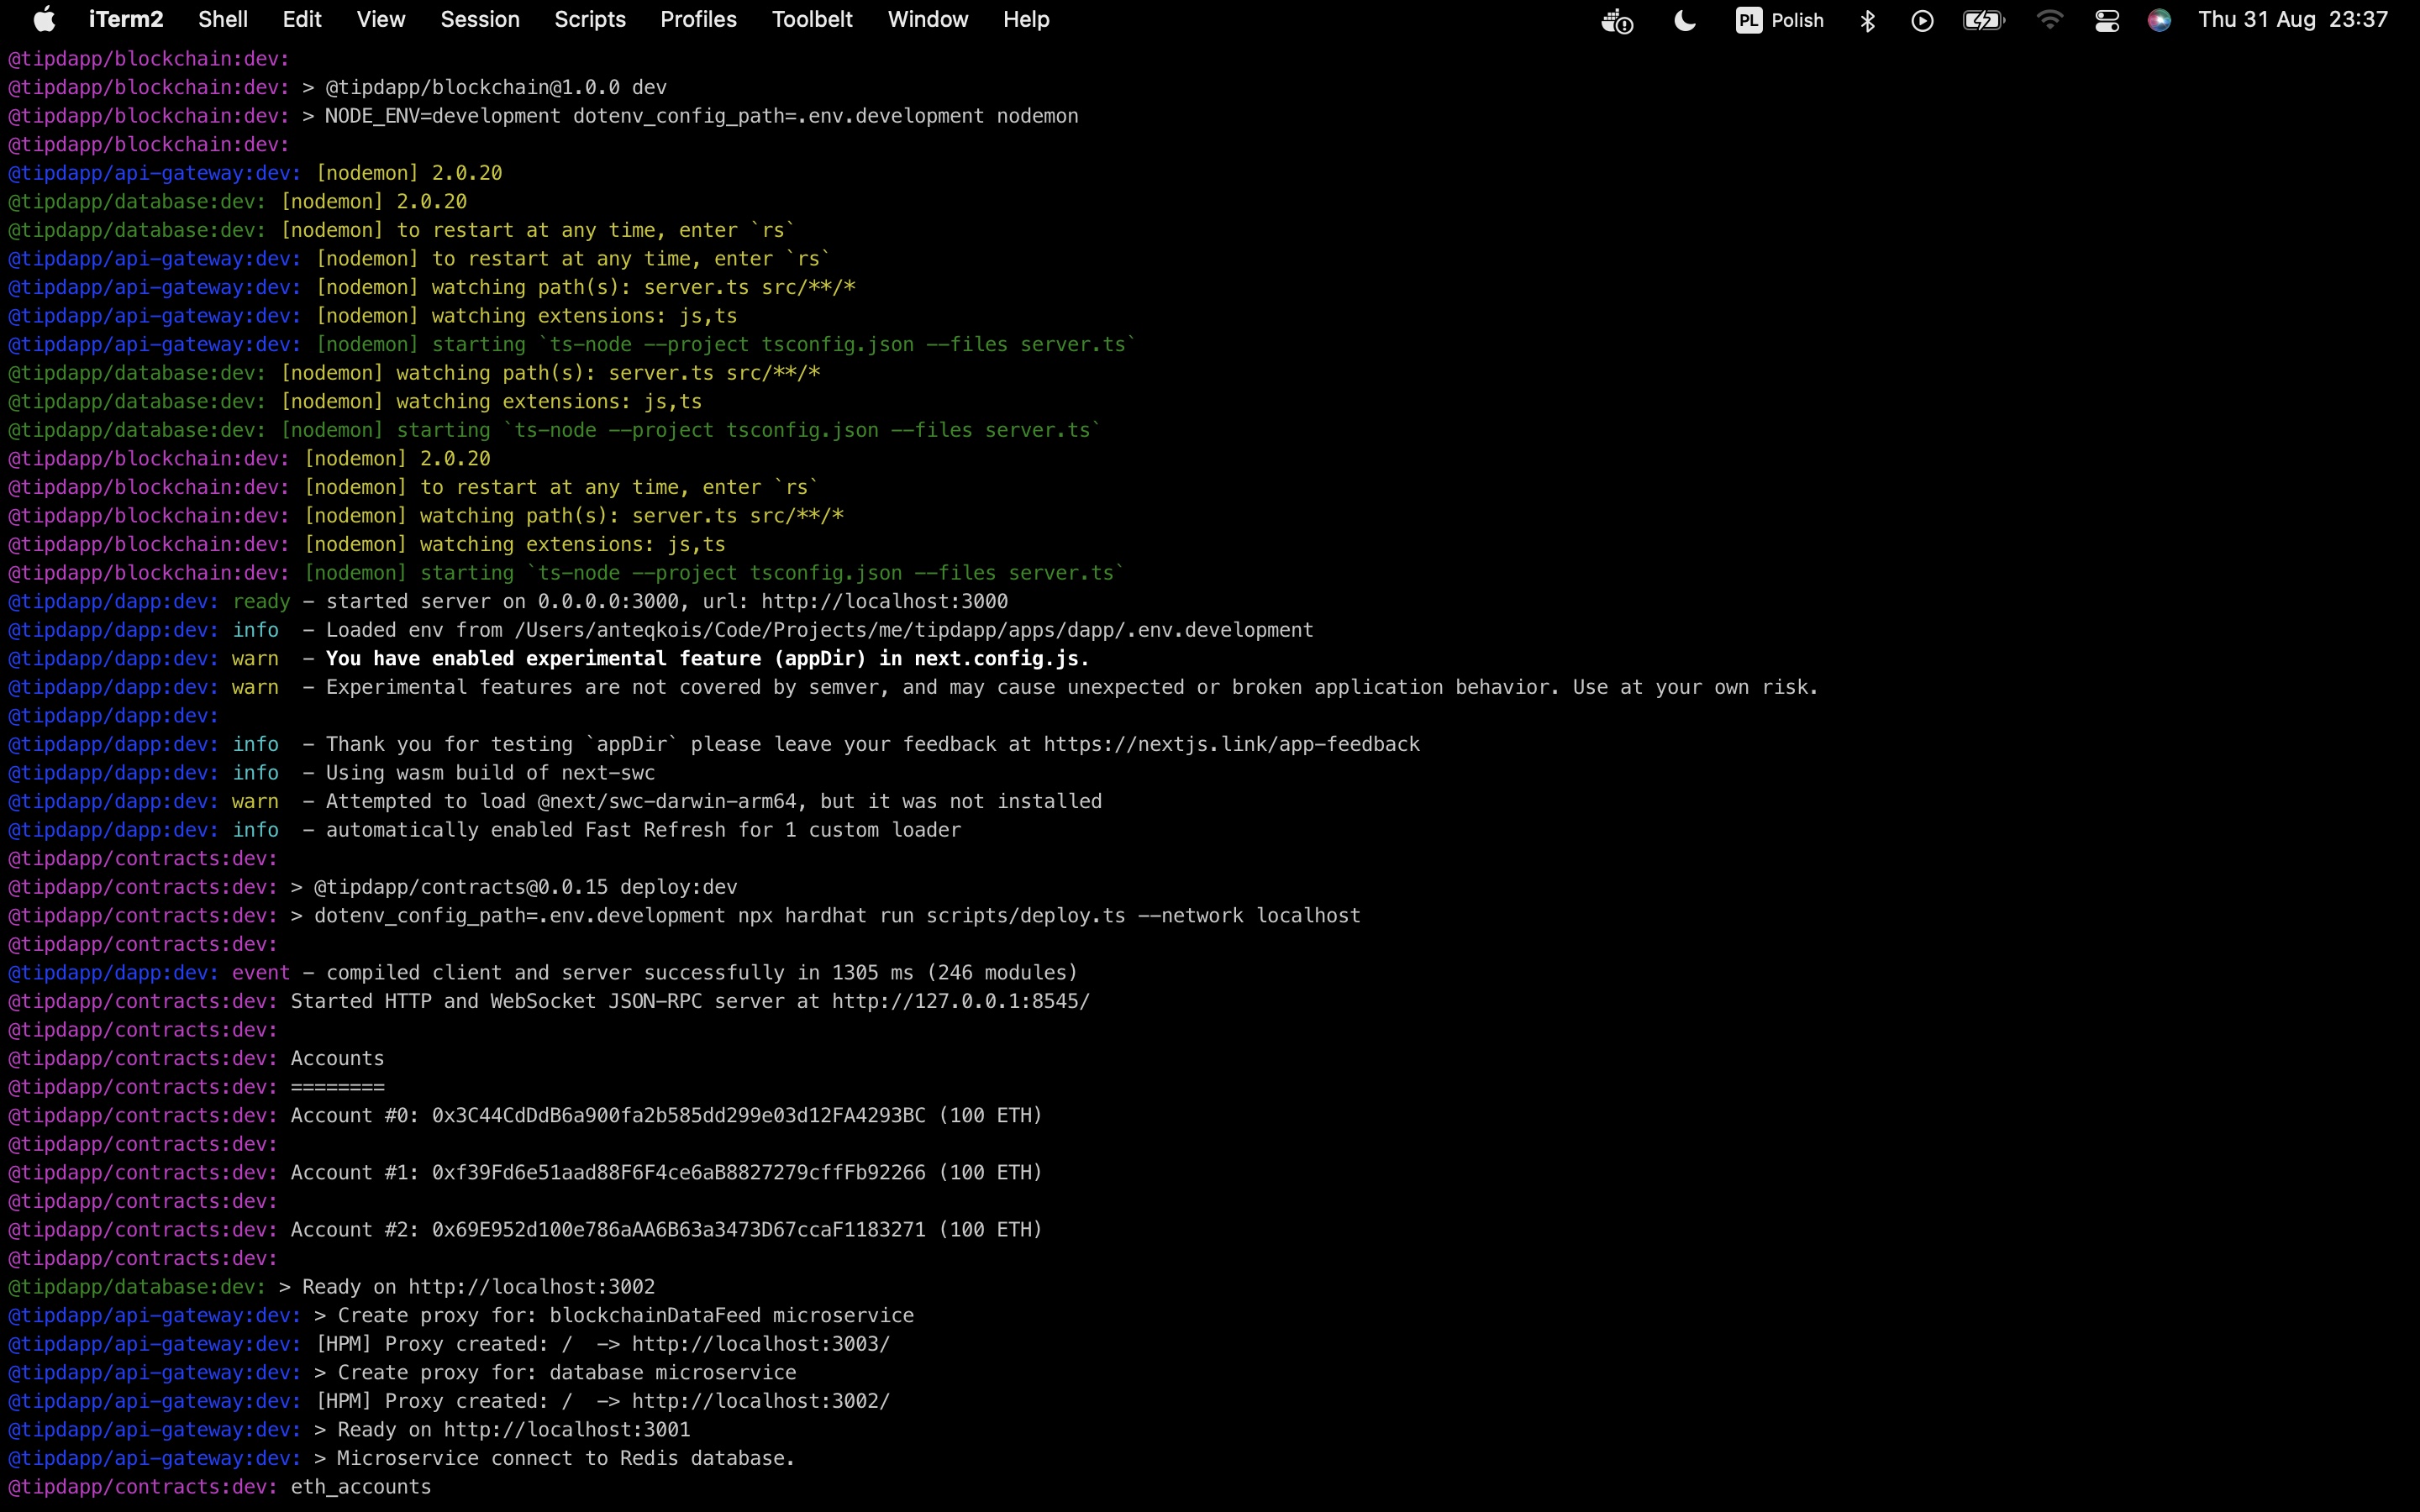 iTerm2 Shell Edit View Session Scripts Profiles Toolbelt Window Help PL Polish Thu 31 Aug 23:37
@tipdapp/blockchain:dev:
@tipdapp/blockchain:dev: > @tipdapp/blockchain@1.0.0 dev
@tipdapp/blockchain:dev: > NODE_ENV=development dotenv_config_path=.env.development nodemon
@tipdapp/blockchain:dev:
@tipdapp/api-gateway:dev: [nodemon] 2.0.20
@tipdapp/database:dev: [nodemon] 2.0.20
@tipdapp/database:dev: [nodemon] to restart at any time, enter `rs`
@tipdapp/api-gateway:dev: [nodemon] to restart at any time, enter `rs`
@tipdapp/api-gateway:dev: [nodemon] watching path(s): server.ts src/**/*
@tipdapp/api-gateway:dev: [nodemon] watching extensions: js,ts
@tipdapp/api-gateway:dev: [nodemon] starting `ts-node --project tsconfig.json --files server.ts`
@tipdapp/database:dev: [nodemon] watching path(s): server.ts src/**/*
@tipdapp/database:dev: [nodemon] watching extensions: js,ts
@tipdapp/database:dev: [nodemon] starting `ts-node --project tsconfig.json --files server.ts`
@tipdapp/blockchain:dev: [nodemon] 2.0.20
@tipdapp/blockchain:dev: [nodemon] to restart at any time, enter `rs`
@tipdapp/blockchain:dev: [nodemon] watching path(s): server.ts src/**/*
@tipdapp/blockchain:dev: [nodemon] watching extensions: js,ts
@tipdapp/blockchain:dev: [nodemon] starting `ts-node --project tsconfig.json --files server.ts`
@tipdapp/dapp:dev: ready - started server on 0.0.0.0:3000, url: http://localhost:3000
@tipdapp/dapp:dev: info  - Loaded env from /Users/anteqkois/Code/Projects/me/tipdapp/apps/dapp/.env.development
@tipdapp/dapp:dev: warn  - You have enabled experimental feature (appDir) in next.config.js.
@tipdapp/dapp:dev: warn  - Experimental features are not covered by semver, and may cause unexpected or broken application behavior. Use at your own risk.
@tipdapp/dapp:dev:
@tipdapp/dapp:dev: info  - Thank you for testing `appDir` please leave your feedback at https://nextjs.link/app-feedback
@tipdapp/dapp:dev: info  - Using wasm build of next-swc
@tipdapp/dapp:dev: warn  - Attempted to load @next/swc-darwin-arm64, but it was not installed
@tipdapp/dapp:dev: info  - automatically enabled Fast Refresh for 1 custom loader
@tipdapp/contracts:dev:
@tipdapp/contracts:dev: > @tipdapp/contracts@0.0.15 deploy:dev
@tipdapp/contracts:dev: > dotenv_config_path=.env.development npx hardhat run scripts/deploy.ts --network localhost
@tipdapp/contracts:dev:
@tipdapp/dapp:dev: event - compiled client and server successfully in 1305 ms (246 modules)
@tipdapp/contracts:dev: Started HTTP and WebSocket JSON-RPC server at http://127.0.0.1:8545/
@tipdapp/contracts:dev:
@tipdapp/contracts:dev: Accounts
@tipdapp/contracts:dev: ========
@tipdapp/contracts:dev: Account #0: 0x3C44CdDdB6a900fa2b585dd299e03d12FA4293BC (100 ETH)
@tipdapp/contracts:dev:
@tipdapp/contracts:dev: Account #1: 0xf39Fd6e51aad88F6F4ce6aB8827279cffFb92266 (100 ETH)
@tipdapp/contracts:dev:
@tipdapp/contracts:dev: Account #2: 0x69E952d100e786aAA6B63a3473D67ccaF1183271 (100 ETH)
@tipdapp/contracts:dev:
@tipdapp/database:dev: > Ready on http://localhost:3002
@tipdapp/api-gateway:dev: > Create proxy for: blockchainDataFeed microservice
@tipdapp/api-gateway:dev: [HPM] Proxy created: /  -> http://localhost:3003/
@tipdapp/api-gateway:dev: > Create proxy for: database microservice
@tipdapp/api-gateway:dev: [HPM] Proxy created: /  -> http://localhost:3002/
@tipdapp/api-gateway:dev: > Ready on http://localhost:3001
@tipdapp/api-gateway:dev: > Microservice connect to Redis database.
@tipdapp/contracts:dev: eth_accounts